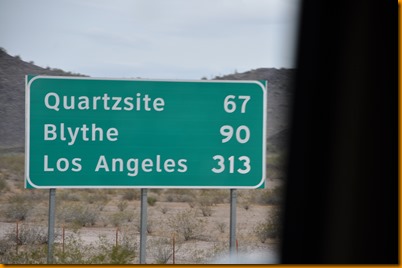 Quartzsite 67
Blythe 90
Los Angeles 313